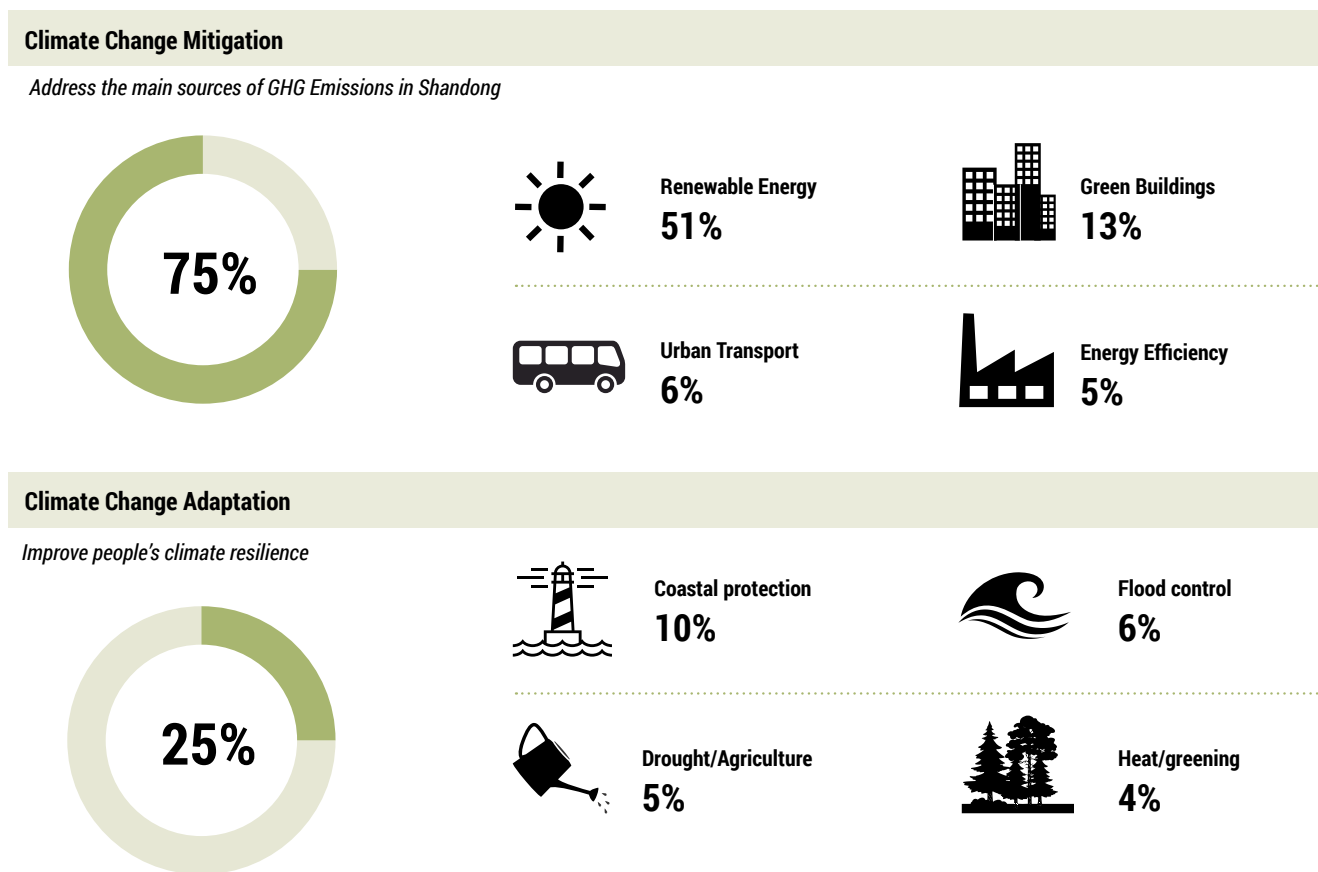 Climate Change Mitigation
Address the main sources of GHG Emissions in Shandong
75%
Renewable Energy
51%
Green Buildings
13%
Urban Transport
6%
Energy Efficiency
5%
Climate Change Adaptation
Improve people's climate resilience
25%
Coastal protection
10%
Flood control
6%
Drought/Agriculture
5%
Heat/greening
4%